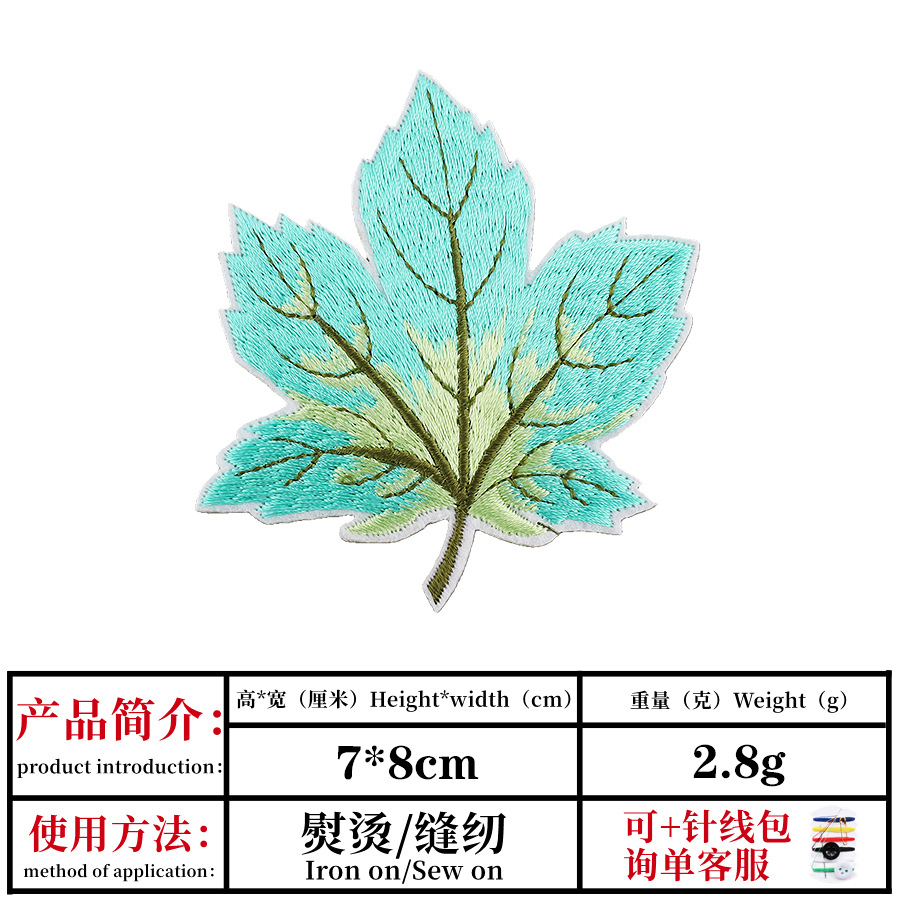 产品简介：
product introduction：
高*宽（厘米）Height*width（cm）
重量（克）Weight（g）
7*8cm
2.8g
使用方法：
method of application：
熨烫/缝纫
Iron on/Sew on
可+针线包
询单客服